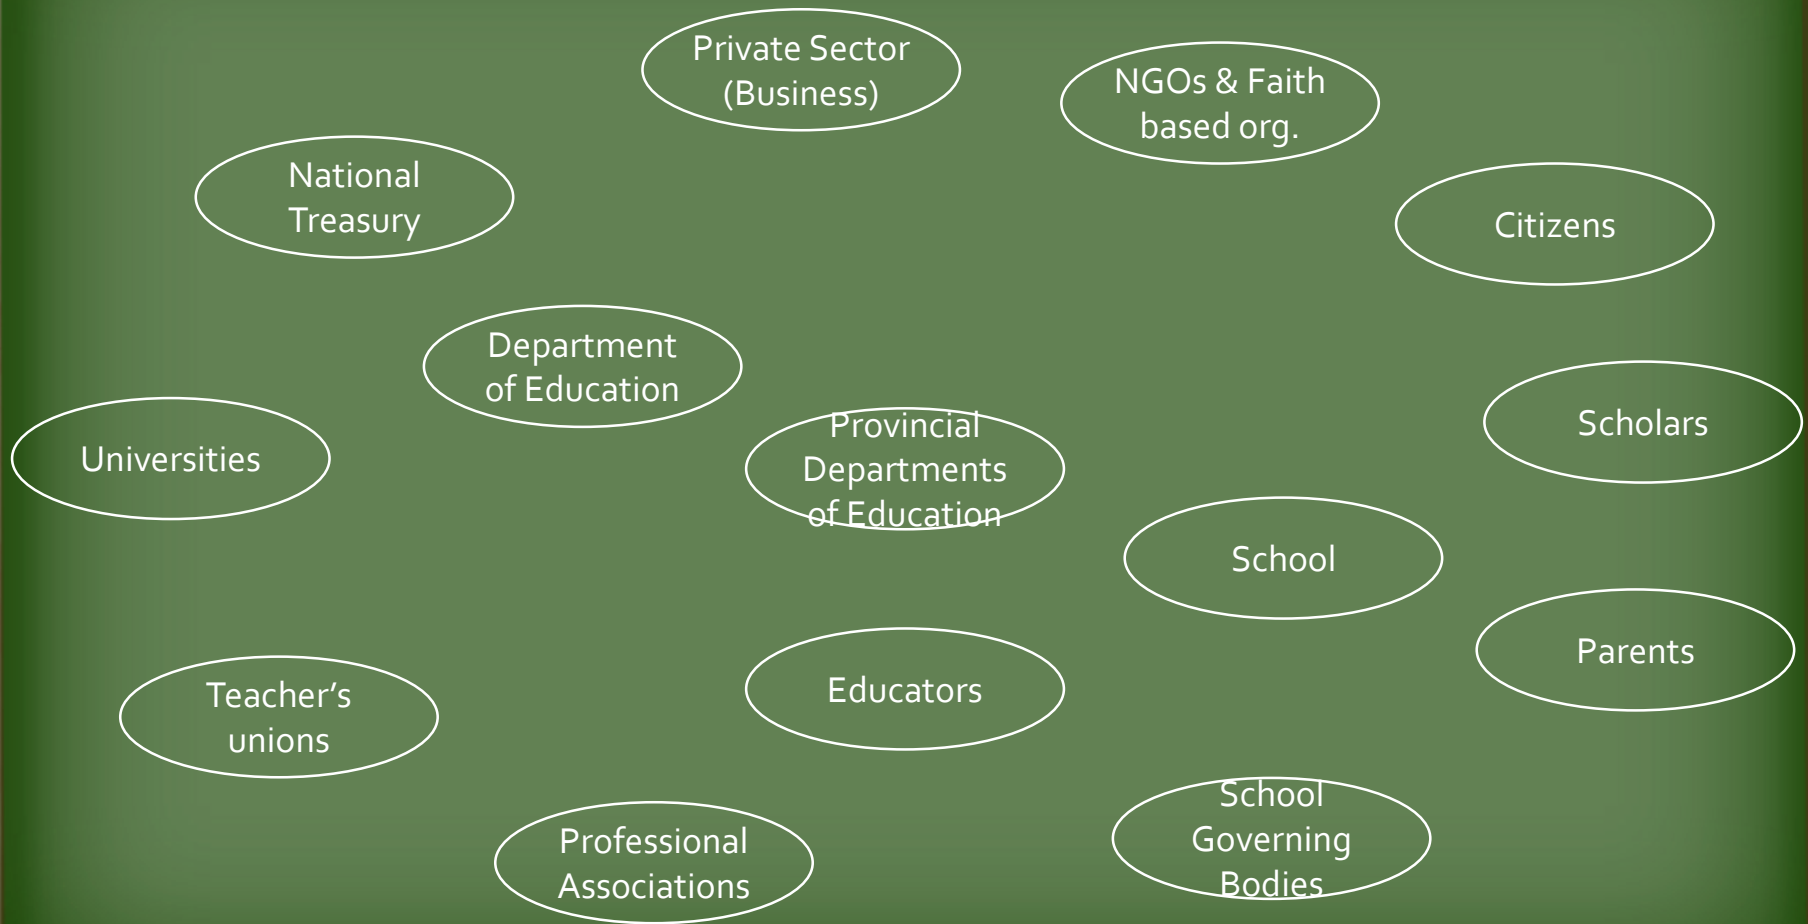 Private Sector
(Business)
NGOs & Faith
based org.
National
Treasury
Citizens
Department
of Education
Provincial
Departments
of Education
Scholars
Universities
School
Parents
Educators
Teacher’s
unions
School
Governing
Bodies
Professional
Associations